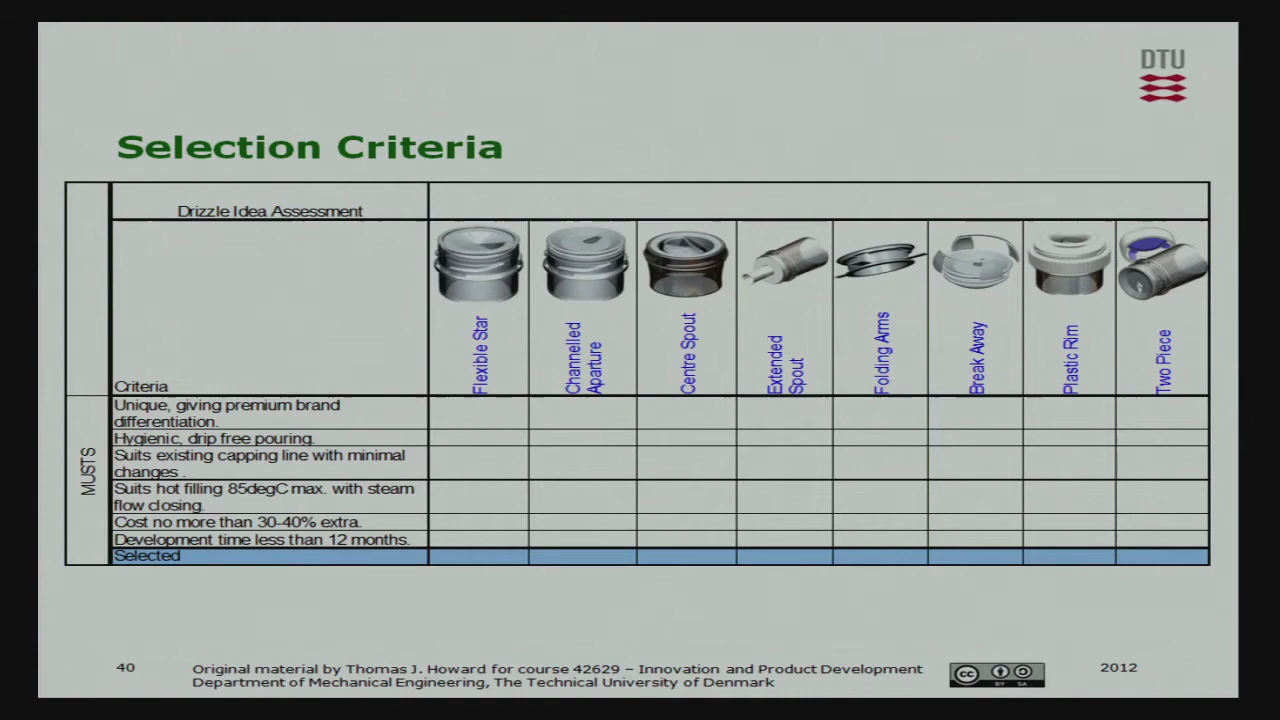 DTU
Selection Criteria
Drizzle Idea Assessment
Criteria
Flexible Star
Channelled
Aparture
Centre Spout
Extended
Spout
Folding Arms
Break Away
Plastic Rim
Two Piece
MUSTS
Unique, giving premium brand
differentiation.
Hygienic, drip free pouring.
Suits existing capping line with minimal
changes .
Suits hot filling 85degC max. with steam
flow closing.
Cost no more than 30-40% extra.
Development time less than 12 months.
Selected
40
Original material by Thomas J. Howard for course 42629 – Innovation and Product Development
Department of Mechanical Engineering, The Technical University of Denmark
cc
BY SA
2012